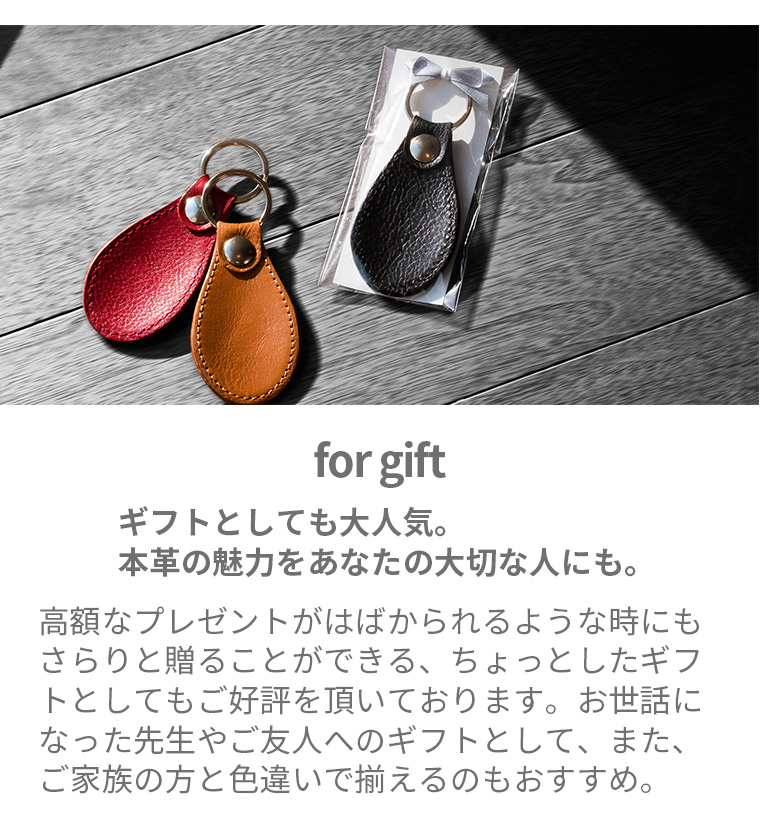 for gift
ギフトとしても大人気。
本革の魅力をあなたの大切な人にも。
高額なプレゼントがはばかられるような時にも
さらりと贈ることができる、ちょっとしたギフ
トとしてもご好評を頂いております。お世話に
なった先生やご友人へのギフトとして、また、
ご家族の方と色違いで揃えるのもおすすめ。